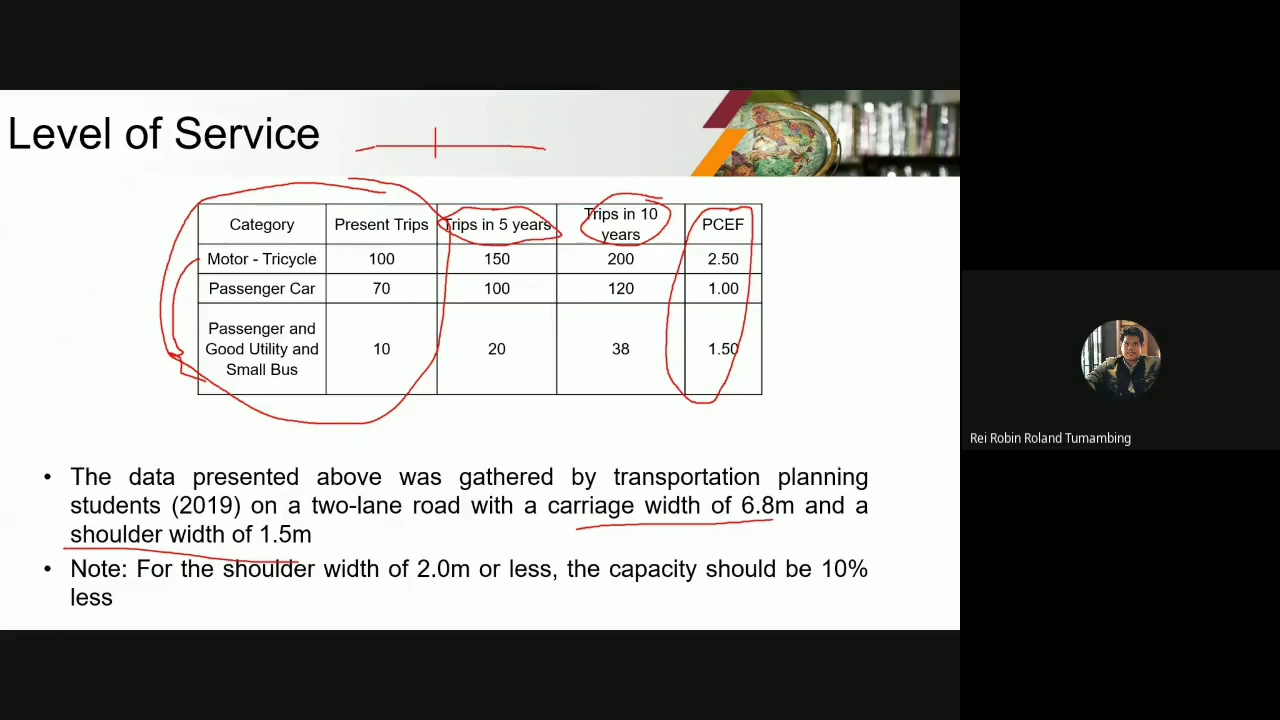 Level of Service
Category Present Trips Trips in 5 years Trips in 10 years PCEF
Motor - Tricycle 100 150 200 2.50
Passenger Car 70 100 120 1.00
Passenger and Good Utility and Small Bus 10 20 38 1.50
• The data presented above was gathered by transportation planning
students (2019) on a two-lane road with a carriage width of 6.8m and a
shoulder width of 1.5m
• Note: For the shoulder width of 2.0m or less, the capacity should be 10%
less
Rei Robin Roland Tumambing